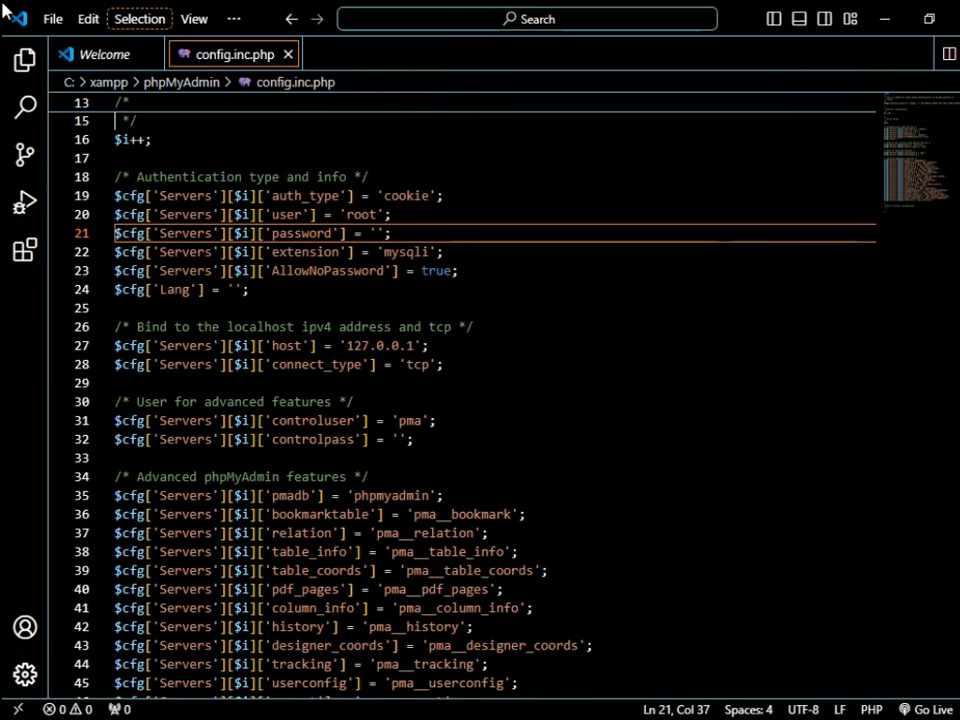 File Edit Selection View ··· Search
Welcome config.inc.php
C: > xampp > phpMyAdmin > config.inc.php
13 /*
15 */
16 $i++;
17
18 /* Authentication type and info */
19 $cfg['Servers'][$i]['auth_type'] = 'cookie';
20 $cfg['Servers'][$i]['user'] = 'root';
21 $cfg['Servers'][$i]['password'] = '';
22 $cfg['Servers'][$i]['extension'] = 'mysqli';
23 $cfg['Servers'][$i]['AllowNoPassword'] = true;
24 $cfg['Lang'] = '';
25
26 /* Bind to the localhost ipv4 address and tcp */
27 $cfg['Servers'][$i]['host'] = '127.0.0.1';
28 $cfg['Servers'][$i]['connect_type'] = 'tcp';
29
30 /* User for advanced features */
31 $cfg['Servers'][$i]['controluser'] = 'pma';
32 $cfg['Servers'][$i]['controlpass'] = '';
33
34 /* Advanced phpMyAdmin features */
35 $cfg['Servers'][$i]['pmadb'] = 'phpmyadmin';
36 $cfg['Servers'][$i]['bookmarktable'] = 'pma__bookmark';
37 $cfg['Servers'][$i]['relation'] = 'pma__relation';
38 $cfg['Servers'][$i]['table_info'] = 'pma__table_info';
39 $cfg['Servers'][$i]['table_coords'] = 'pma__table_coords';
40 $cfg['Servers'][$i]['pdf_pages'] = 'pma__pdf_pages';
41 $cfg['Servers'][$i]['column_info'] = 'pma__column_info';
42 $cfg['Servers'][$i]['history'] = 'pma__history';
43 $cfg['Servers'][$i]['designer_coords'] = 'pma__designer_coords';
44 $cfg['Servers'][$i]['tracking'] = 'pma__tracking';
45 $cfg['Servers'][$i]['userconfig'] = 'pma__userconfig';
0 0 0 Ln 21, Col 37 Spaces: 4 UTF-8 LF PHP Go Live